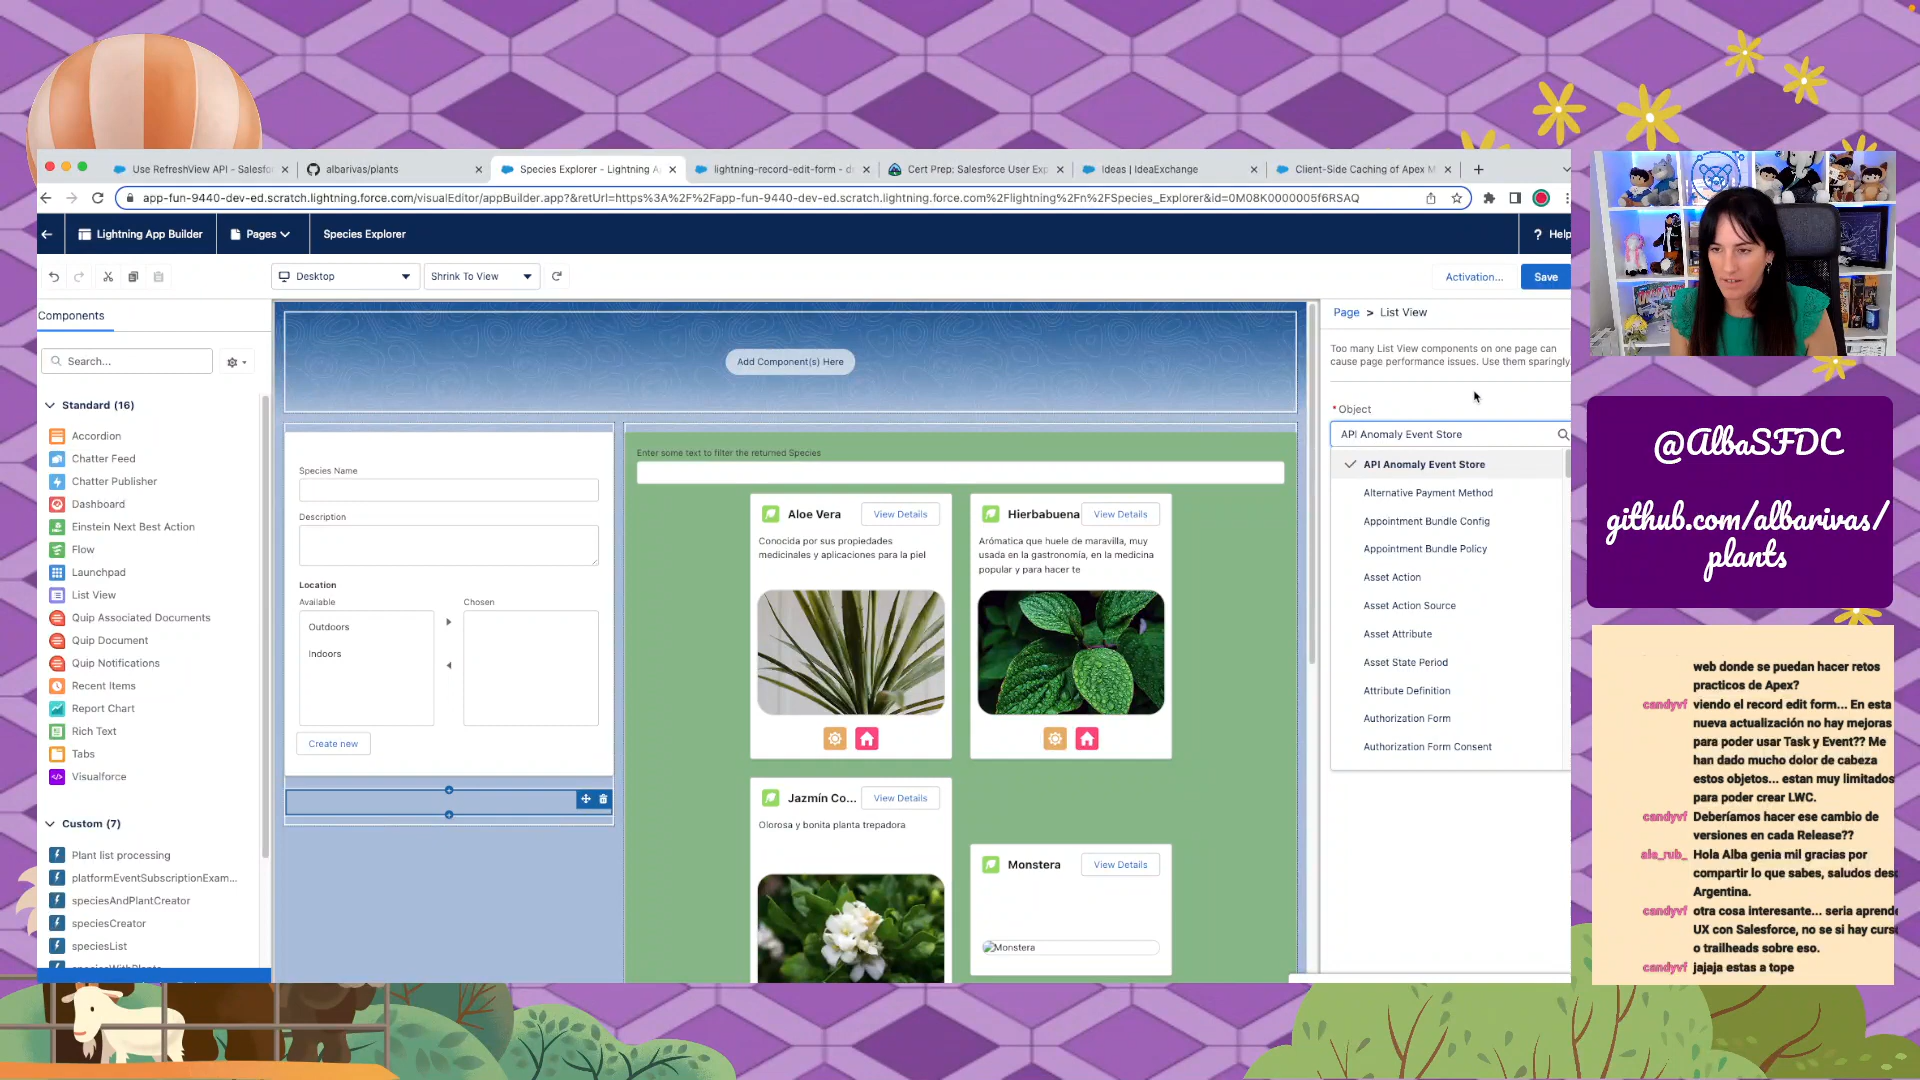 Use RefreshView API - Salesfo
albarivas/plants
Species Explorer - Lightning A
lightning-record-edit-form - d
Cert Prep: Salesforce User Exp
Ideas | IdeaExchange
Client-Side Caching of Apex M
app-fun-9440-dev-ed.scratch.lightning.force.com/visualEditor/appBuilder.app?&retUrl=https%3A%2F%2Fapp-fun-9440-dev-ed.scratch.lightning.force.com%2Flightning%2Fn%2FSpecies_Explorer&id=0M08K0000005f6RSAQ
Lightning App Builder
Pages
Species Explorer
? Help
Desktop
Shrink To View
Activation...
Save
Components
Search...
Standard (16)
Accordion
Chatter Feed
Chatter Publisher
Dashboard
Einstein Next Best Action
Flow
Launchpad
List View
Quip Associated Documents
Quip Document
Quip Notifications
Recent Items
Report Chart
Rich Text
Tabs
Visualforce
Custom (7)
Plant list processing
platformEventSubscriptionExam...
speciesAndPlantCreator
speciesCreator
speciesList
Add Component(s) Here
Species Name
Description
Location
Available
Chosen
Outdoors
Indoors
Create new
Enter some text to filter the returned Species
Aloe Vera
View Details
Conocida por sus propiedades
medicinales y aplicaciones para la piel
Hierbabuena
View Details
Arómatica que huele de maravilla, muy
usada en la gastronomía, en la medicina
popular y para hacer te
Jazmín Co...
View Details
Olorosa y bonita planta trepadora
Monstera
View Details
Monstera
Page > List View
Too many List View components on one page can
cause page performance issues. Use them sparingly
*Object
API Anomaly Event Store
API Anomaly Event Store
Alternative Payment Method
Appointment Bundle Config
Appointment Bundle Policy
Asset Action
Asset Action Source
Asset Attribute
Asset State Period
Attribute Definition
Authorization Form
Authorization Form Consent
@AlbaSFDC
github.com/albarivas/
plants
web donde se puedan hacer retos
practicos de Apex?
candyvf viendo el record edit form... En esta
nueva actualización no hay mejoras
para poder usar Task y Event?? Me
han dado mucho dolor de cabeza
estos objetos... estan muy limitados
para poder crear LWC.
candyvf Deberíamos hacer ese cambio de
versiones en cada Release??
ale_rub_ Hola Alba genia mil gracias por
compartir lo que sabes, saludos desd
Argentina.
candyvf otra cosa interesante... seria aprende
UX con Salesforce, no se si hay curs
o trailheads sobre eso.
candyvf jajaja estas a tope